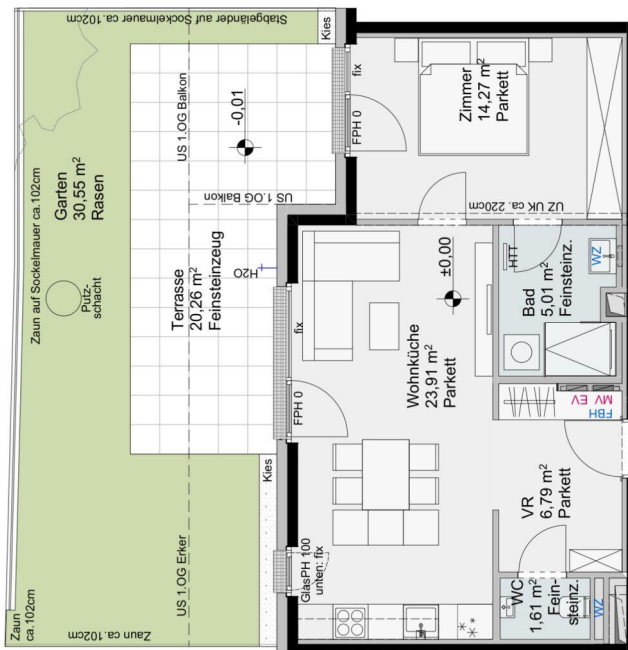 Stabgeländer auf Sockelmauer ca.102cm
Kies
Zaun auf Sockelmauer ca.102cm
Garten
30,55 m²
Rasen
Putz-
schacht
US 1.OG Balkon
-0,01
US 1.OG Balkon
Terrasse
20,26 m²
Feinsteinzeug
H2O
fix
FPH 0
Zimmer
14,27 m²
Parkett
UZ UK ca. 220cm
±0,00
HTT
WZ
Bad
5,01 m²
Feinsteinz.
Wohnküche
23,91 m²
Parkett
fix
FPH 0
FBH
MV EV
VR
6,79 m²
Parkett
Kies
GlasPH 100
unten: fix
WC
1,61 m²
Fein-
steinz.
WZ
US 1.OG Erker
Zaun
ca.102cm
Zaun ca.102cm